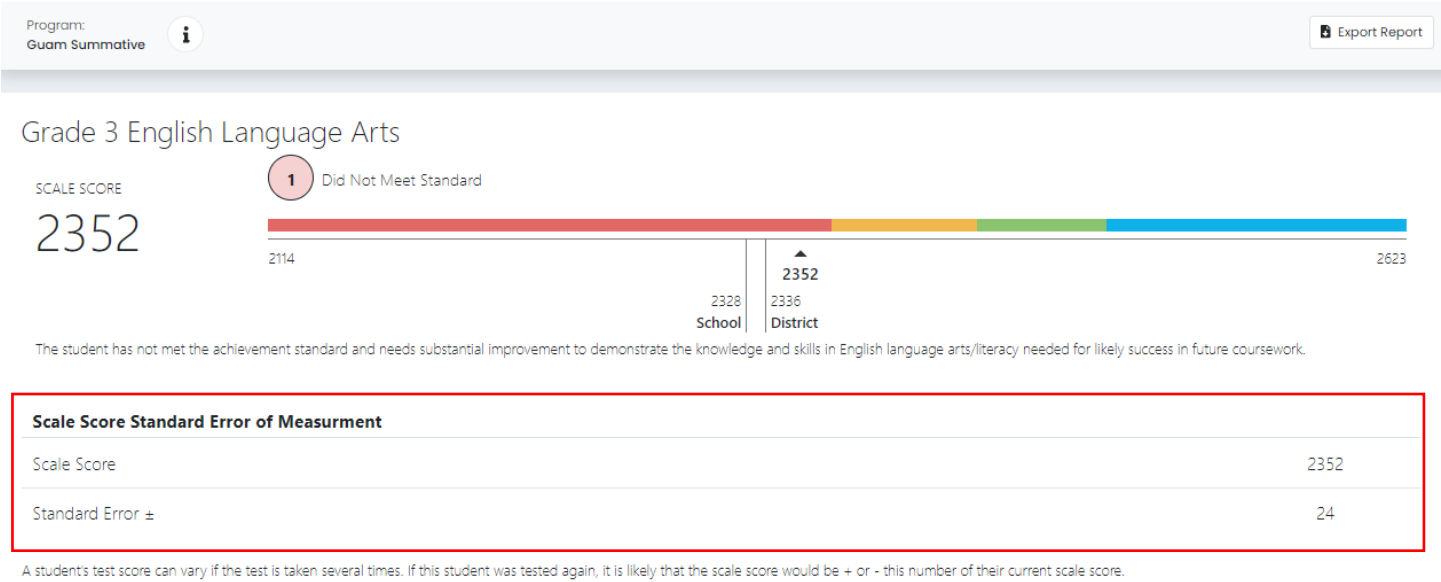 Program:
Guam Summative
i
Export Report
Grade 3 English Language Arts
SCALE SCORE
2352
1
Did Not Meet Standard
2114
2352
2623
2328
School
2336
District
The student has not met the achievement standard and needs substantial improvement to demonstrate the knowledge and skills in English language arts/literacy needed for likely success in future coursework.
Scale Score Standard Error of Measurment
Scale Score 2352
Standard Error ± 24
A student's test score can vary if the test is taken several times. If this student was tested again, it is likely that the scale score would be + or - this number of their current scale score.